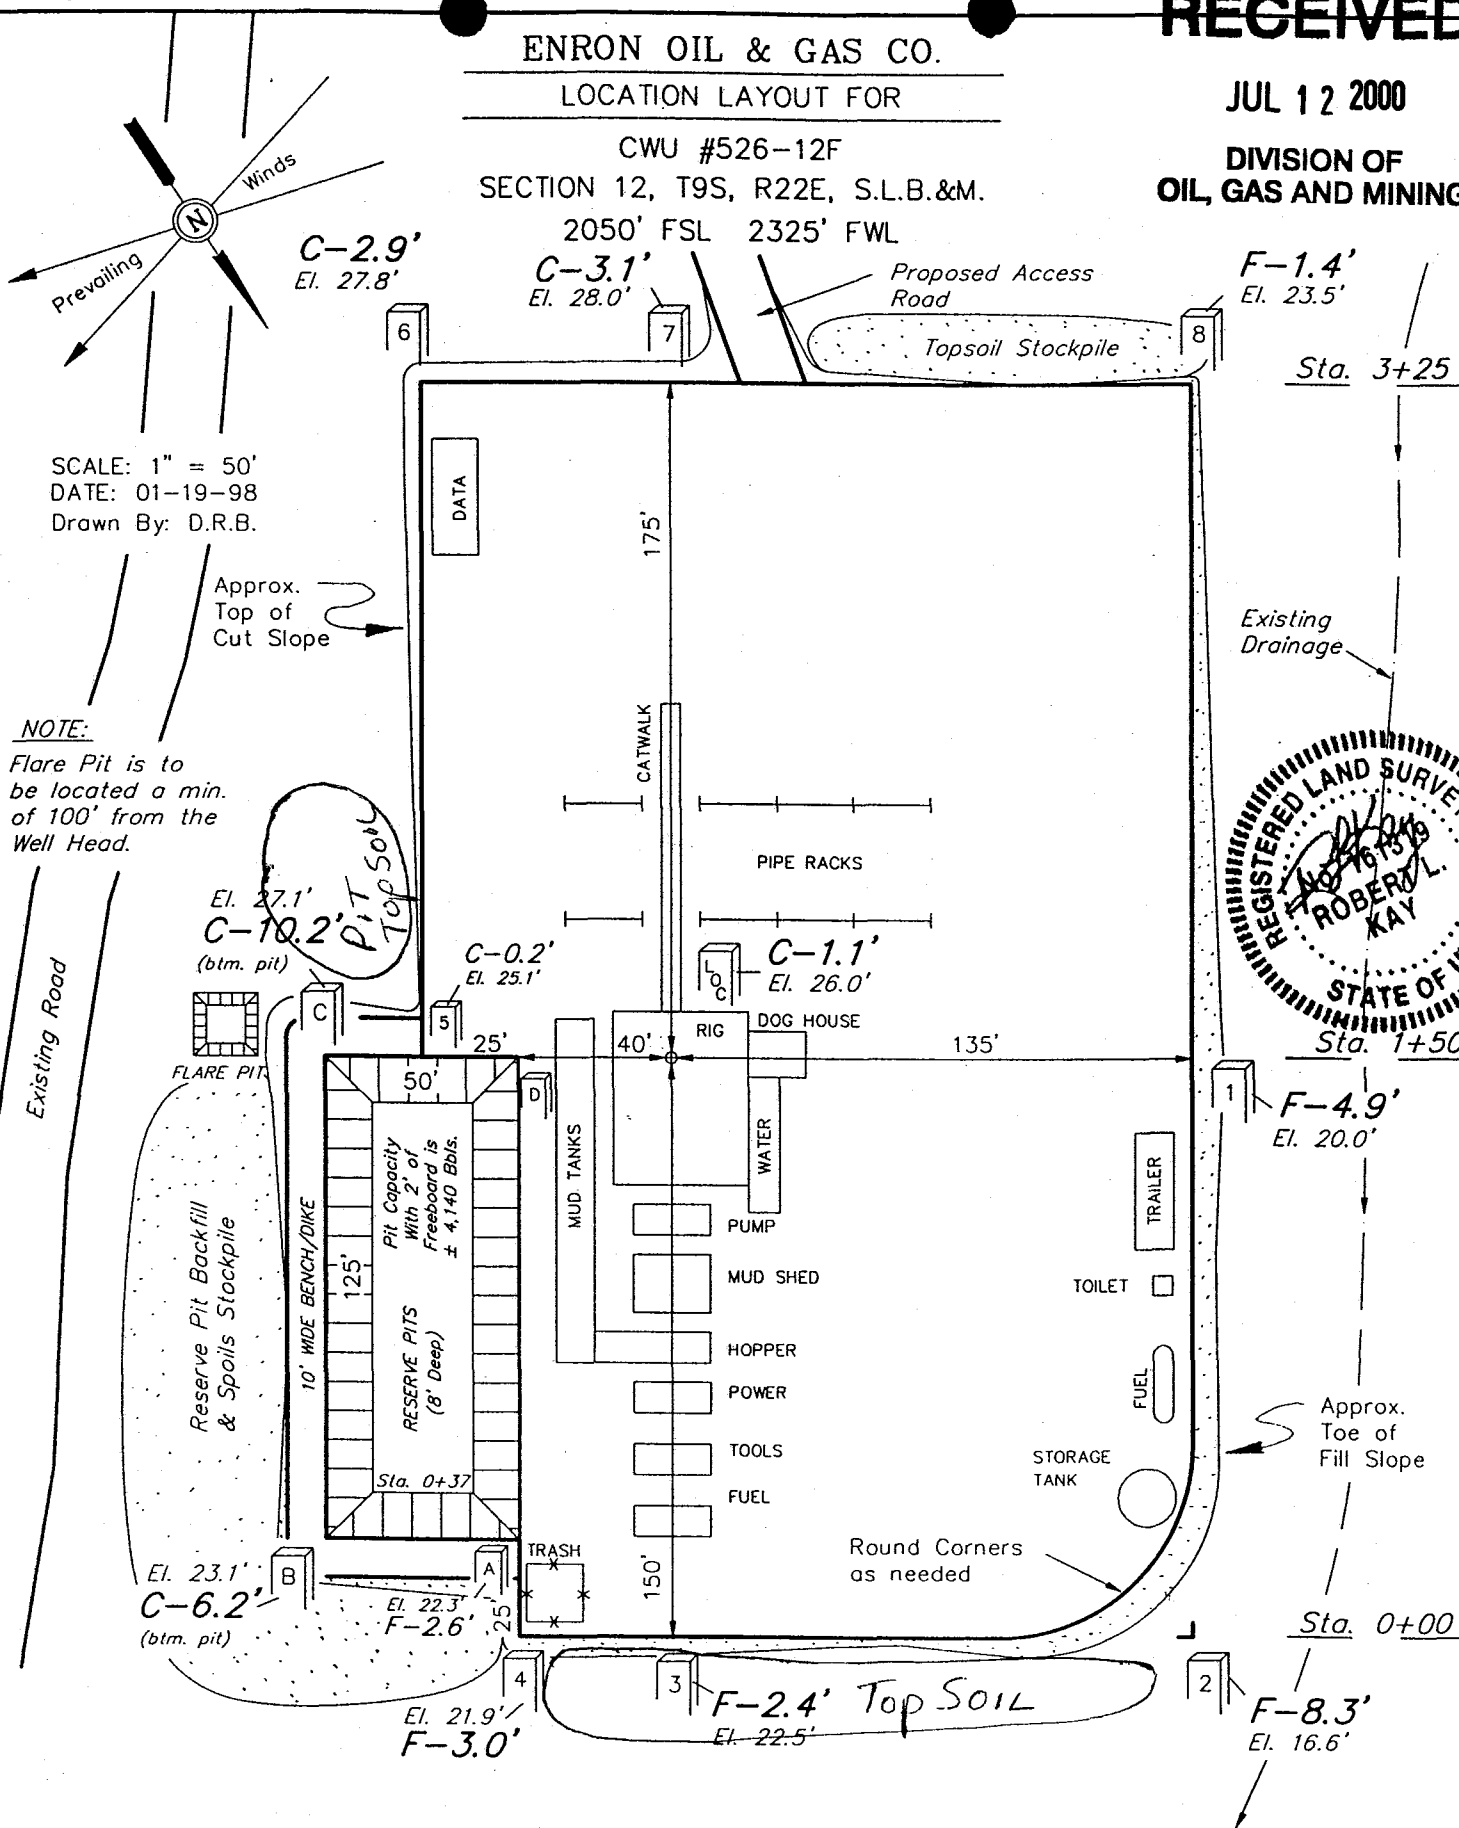 RECEIVED
ENRON OIL & GAS CO.
LOCATION LAYOUT FOR
CWU #526-12F
SECTION 12, T9S, R22E, S.L.B.&M.
2050' FSL 2325' FWL
JUL 12 2000
DIVISION OF
OIL, GAS AND MINING
Winds
N
Prevailing
C-2.9'
El. 27.8'
6
C-3.1'
El. 28.0'
7
Proposed Access
Road
Topsoil Stockpile
F-1.4'
El. 23.5'
8
Sta. 3+25
SCALE: 1" = 50'
DATE: 01-19-98
Drawn By: D.R.B.
DATA
175'
Approx.
Top of
Cut Slope
Existing
Drainage
NOTE:
Flare Pit is to
be located a min.
of 100' from the
Well Head.
CATWALK
PIPE RACKS
PIT
TOPSOIL
REGISTERED LAND SURVE
No. 161319
ROBERT L.
KAY
STATE OF
El. 27.1'
C-10.2'
(btm. pit)
C
C-0.2'
El. 25.1'
5
LOC
C-1.1'
El. 26.0'
Existing Road
FLARE PIT
RIG
DOG HOUSE
25'
40'
135'
Sta. 1+50
50'
D
1
F-4.9'
El. 20.0'
MUD TANKS
WATER
TRAILER
Pit Capacity
With 2' of
Freeboard is
± 4,140 Bbls.
RESERVE PITS
(8' Deep)
125'
10' WIDE BENCH/DIKE
Reserve Pit Backfill
& Spoils Stockpile
PUMP
MUD SHED
TOILET
HOPPER
POWER
FUEL
TOOLS
STORAGE
TANK
FUEL
Approx.
Toe of
Fill Slope
Sta. 0+37
TRASH
150'
Round Corners
as needed
El. 23.1'
C-6.2'
(btm. pit)
B
A
El. 22.3'
F-2.6'
25'
Sta. 0+00
4
El. 21.9'
F-3.0'
3
F-2.4'
El. 22.5'
Top SOIL
2
F-8.3'
El. 16.6'